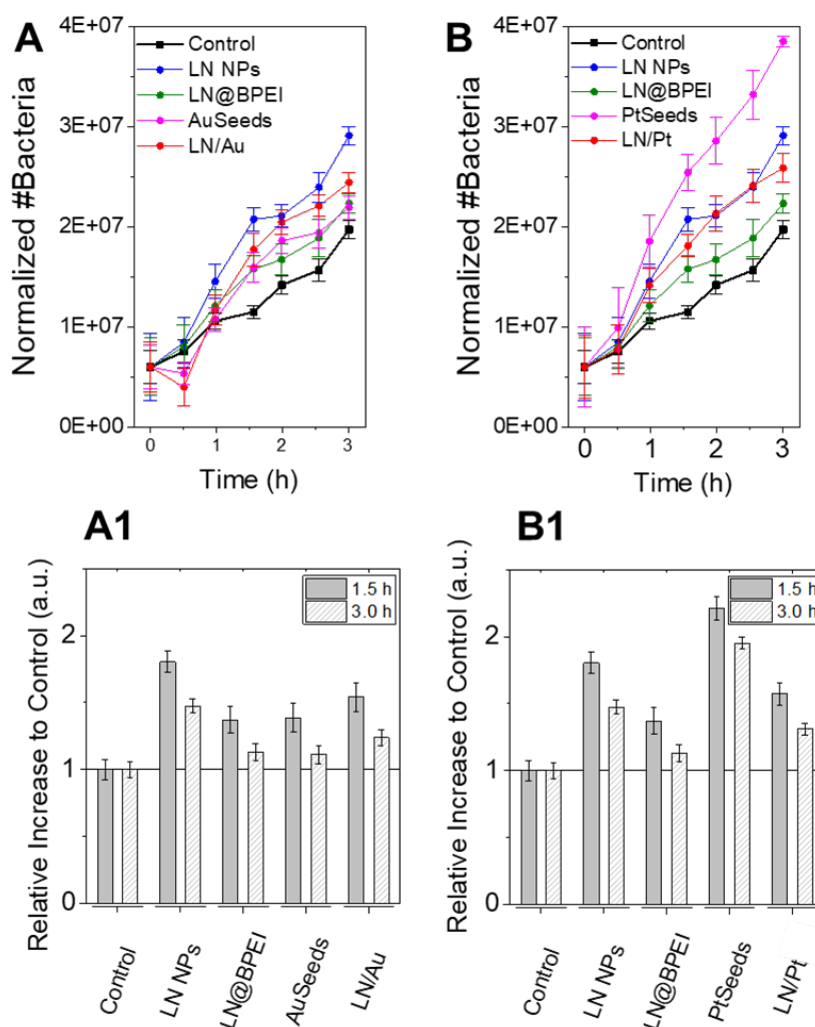 A
Normalized #Bacteria
4E+07
3E+07
2E+07
1E+07
0E+00
Control
LN NPs
LN@BPEI
AuSeeds
LN/Au
0
1
2
3
Time (h)
B
Normalized #Bacteria
4E+07
3E+07
2E+07
1E+07
0E+00
Control
LN NPs
LN@BPEI
PtSeeds
LN/Pt
0
1
2
3
Time (h)
A1
Relative Increase to Control (a.u.)
2
1
0
1.5 h
3.0 h
Control
LN NPs
LN@BPEI
AuSeeds
LN/Au
B1
Relative Increase to Control (a.u.)
2
1
0
1.5 h
3.0 h
Control
LN NPs
LN@BPEI
PtSeeds
LN/Pt